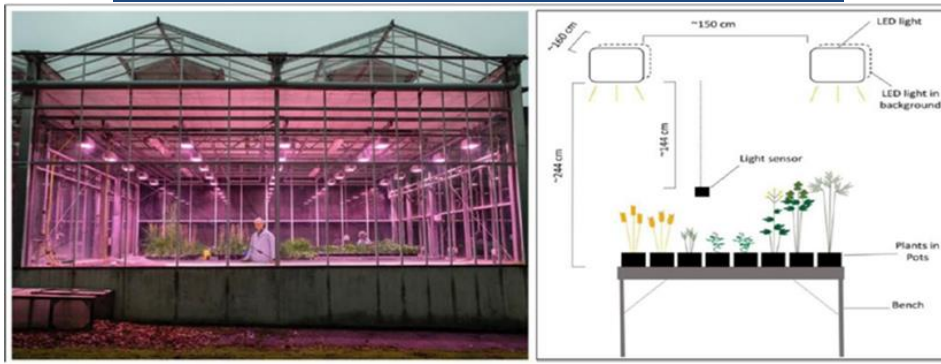 ~160 cm
~150 cm
LED light
LED light in
background
~244 cm
~144 cm
Light sensor
Plants in
Pots
Bench